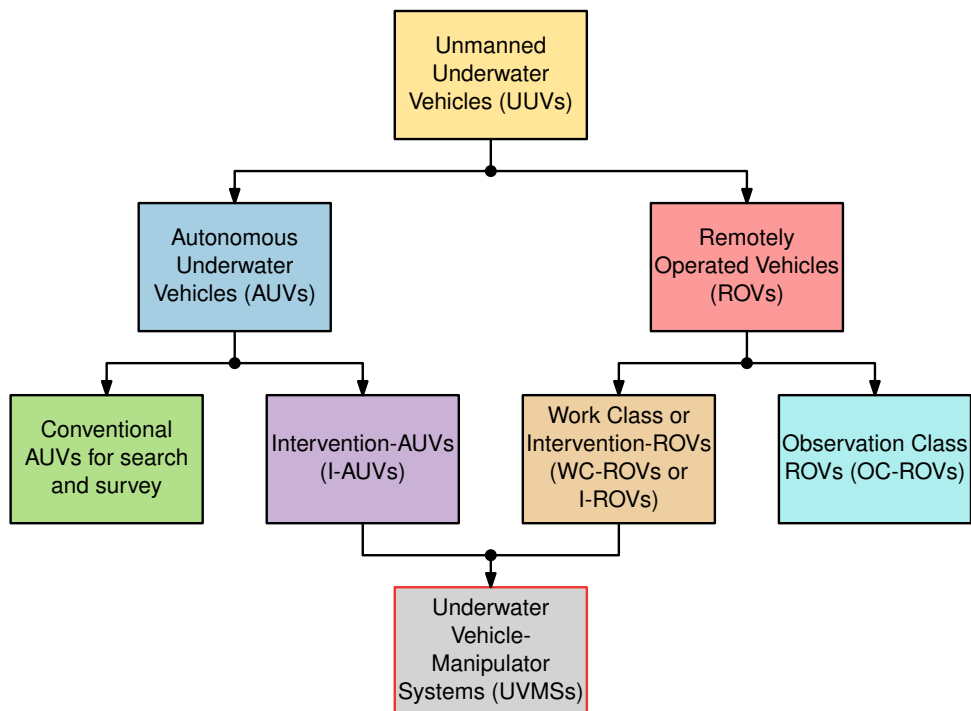 Unmanned
Underwater
Vehicles (UUVs)
Autonomous
Underwater
Vehicles (AUVs)
Remotely
Operated Vehicles
(ROVs)
Conventional
AUVs for search
and survey
Intervention-AUVs
(I-AUVs)
Work Class or
Intervention-ROVs
(WC-ROVs or
I-ROVs)
Observation Class
ROVs (OC-ROVs)
Underwater
Vehicle-
Manipulator
Systems (UVMSs)